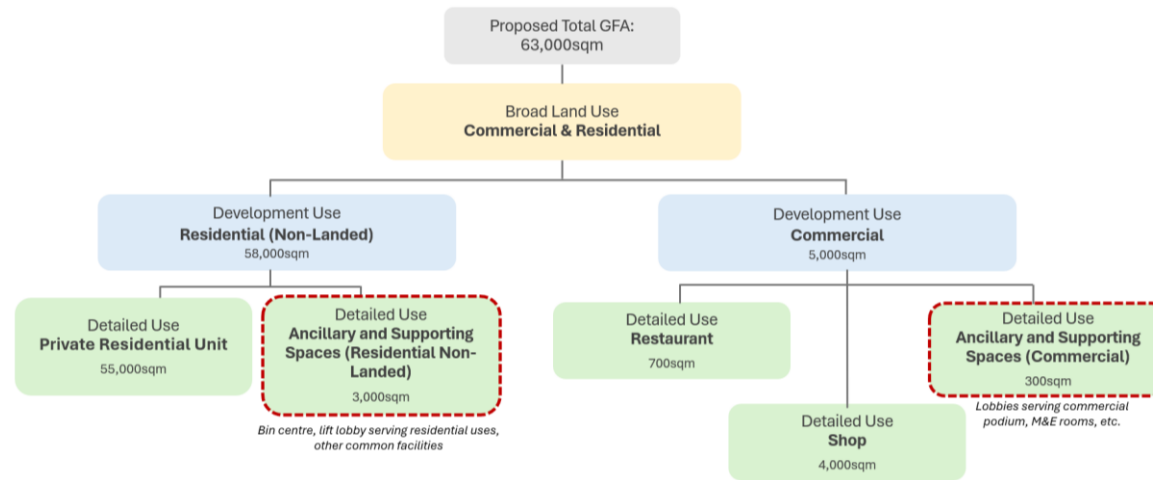 Proposed Total GFA:
63,000sqm
Broad Land Use
Commercial & Residential
Development Use
Residential (Non-Landed)
58,000sqm
Development Use
Commercial
5,000sqm
Detailed Use
Private Residential Unit
55,000sqm
Detailed Use
Ancillary and Supporting
Spaces (Residential Non-
Landed)
3,000sqm
Bin centre, lift lobby serving residential uses,
other common facilities
Detailed Use
Restaurant
700sqm
Detailed Use
Shop
4,000sqm
Detailed Use
Ancillary and Supporting
Spaces (Commercial)
300sqm
Lobbies serving commercial
podium, M&E rooms, etc.